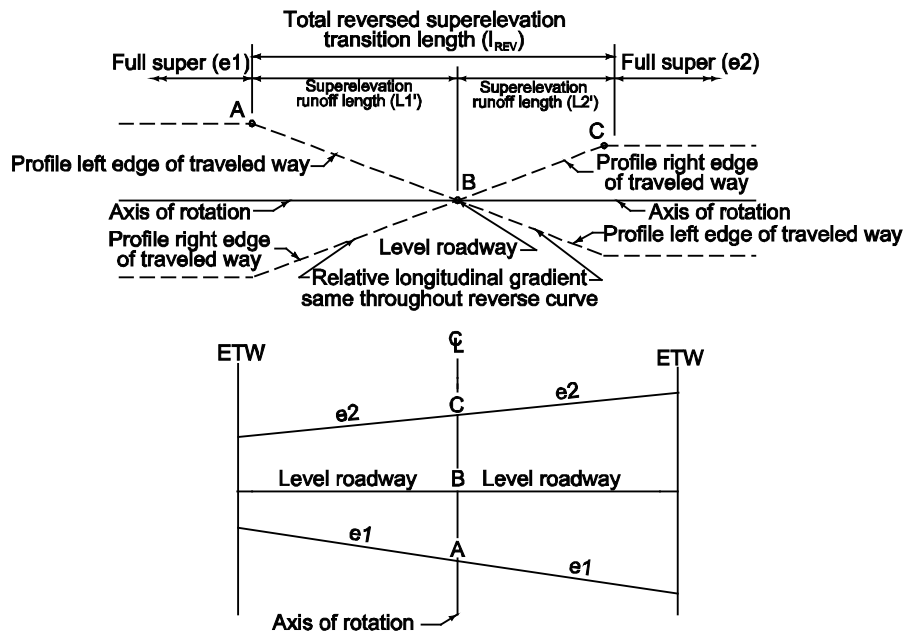 Total reversed superelevation
transition length (IREV)
Full super (e1)
Full super (e2)
Superelevation
runoff length (L1')
Superelevation
runoff length (L2')
A
C
Profile left edge of traveled way
Profile right edge
of traveled way
B
Axis of rotation
Axis of rotation
Profile right edge
of traveled way
Level roadway
Profile left edge of traveled way
Relative longitudinal gradient
same throughout reverse curve
ETW
CL
ETW
e2
C
e2
Level roadway
B
Level roadway
e1
A
e1
Axis of rotation